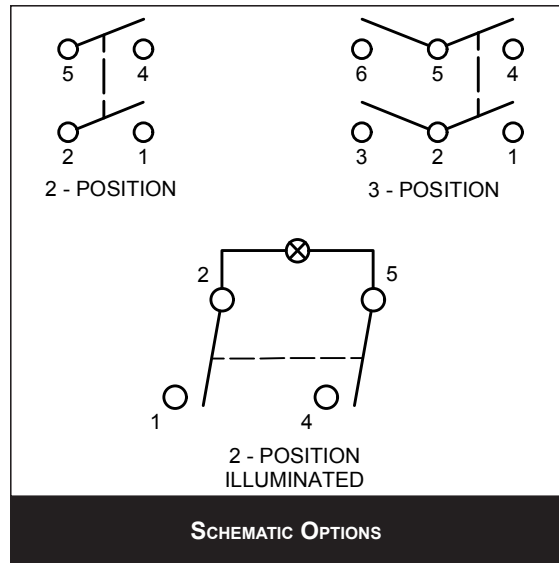 5 4 6 5 4
2 1 3 2 1
2 - POSITION 3 - POSITION
2 5
1 4
2 - POSITION
ILLUMINATED
SCHEMATIC OPTIONS